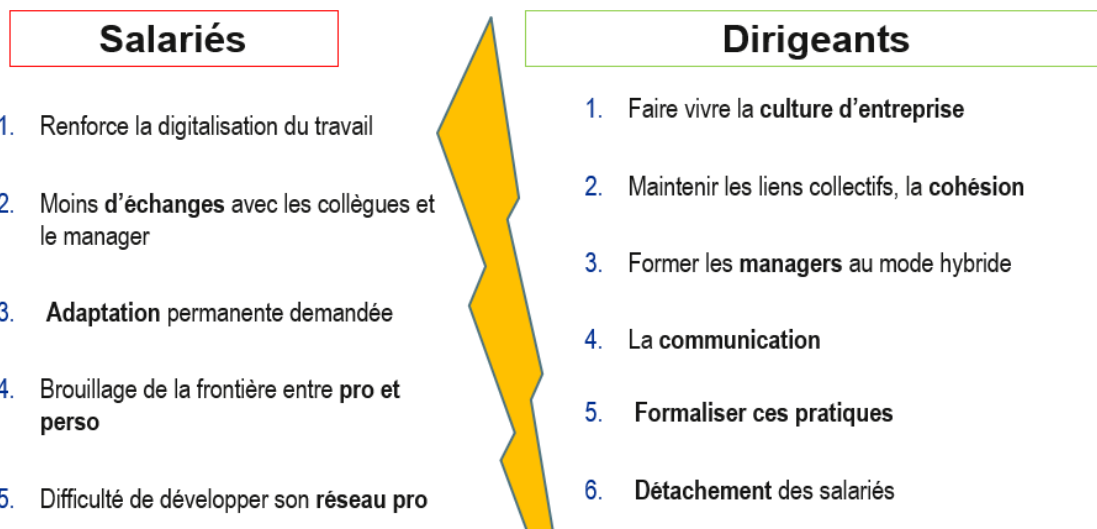 Salariés
1. Renforce la digitalisation du travail
2. Moins d'échanges avec les collègues et
le manager
3. Adaptation permanente demandée
4. Brouillage de la frontière entre pro et
perso
5. Difficulté de développer son réseau pro
Dirigeants
1. Faire vivre la culture d'entreprise
2. Maintenir les liens collectifs, la cohésion
3. Former les managers au mode hybride
4. La communication
5. Formaliser ces pratiques
6. Détachement des salariés